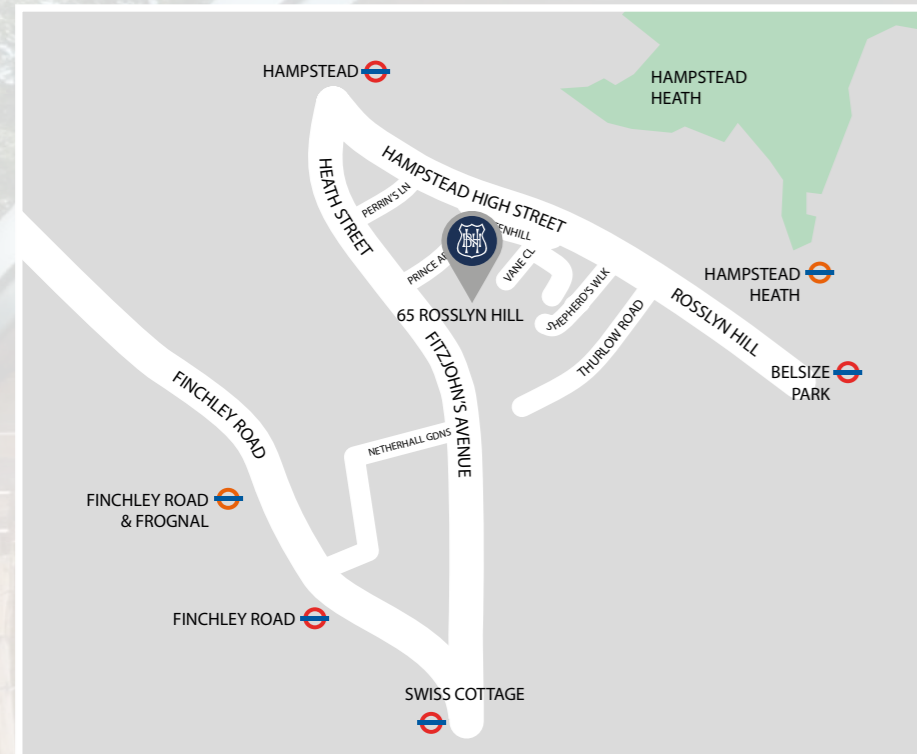 HAMPSTEAD
HAMPSTEAD
HEATH
HAMPSTEAD HIGH STREET
HEATH STREET
PERRIN'S LN
ENHILL
PRINCE AR
VANE CL
65 ROSSLYN HILL
SHEPHERD'S WLK
THURLOW ROAD
HAMPSTEAD
HEATH
ROSSLYN HILL
BELSIZE
PARK
FITZJOHN'S AVENUE
FINCHLEY ROAD
NETHERHALL GDNS
FINCHLEY ROAD
& FROGNAL
FINCHLEY ROAD
SWISS COTTAGE